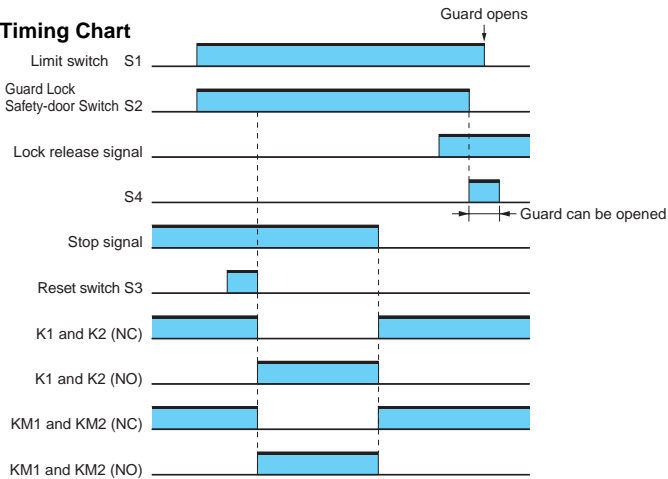 Guard opens
Timing Chart
Limit switch S1
Guard Lock
Safety-door Switch S2
Lock release signal
S4
Guard can be opened
Stop signal
Reset switch S3
K1 and K2 (NC)
K1 and K2 (NO)
KM1 and KM2 (NC)
KM1 and KM2 (NO)